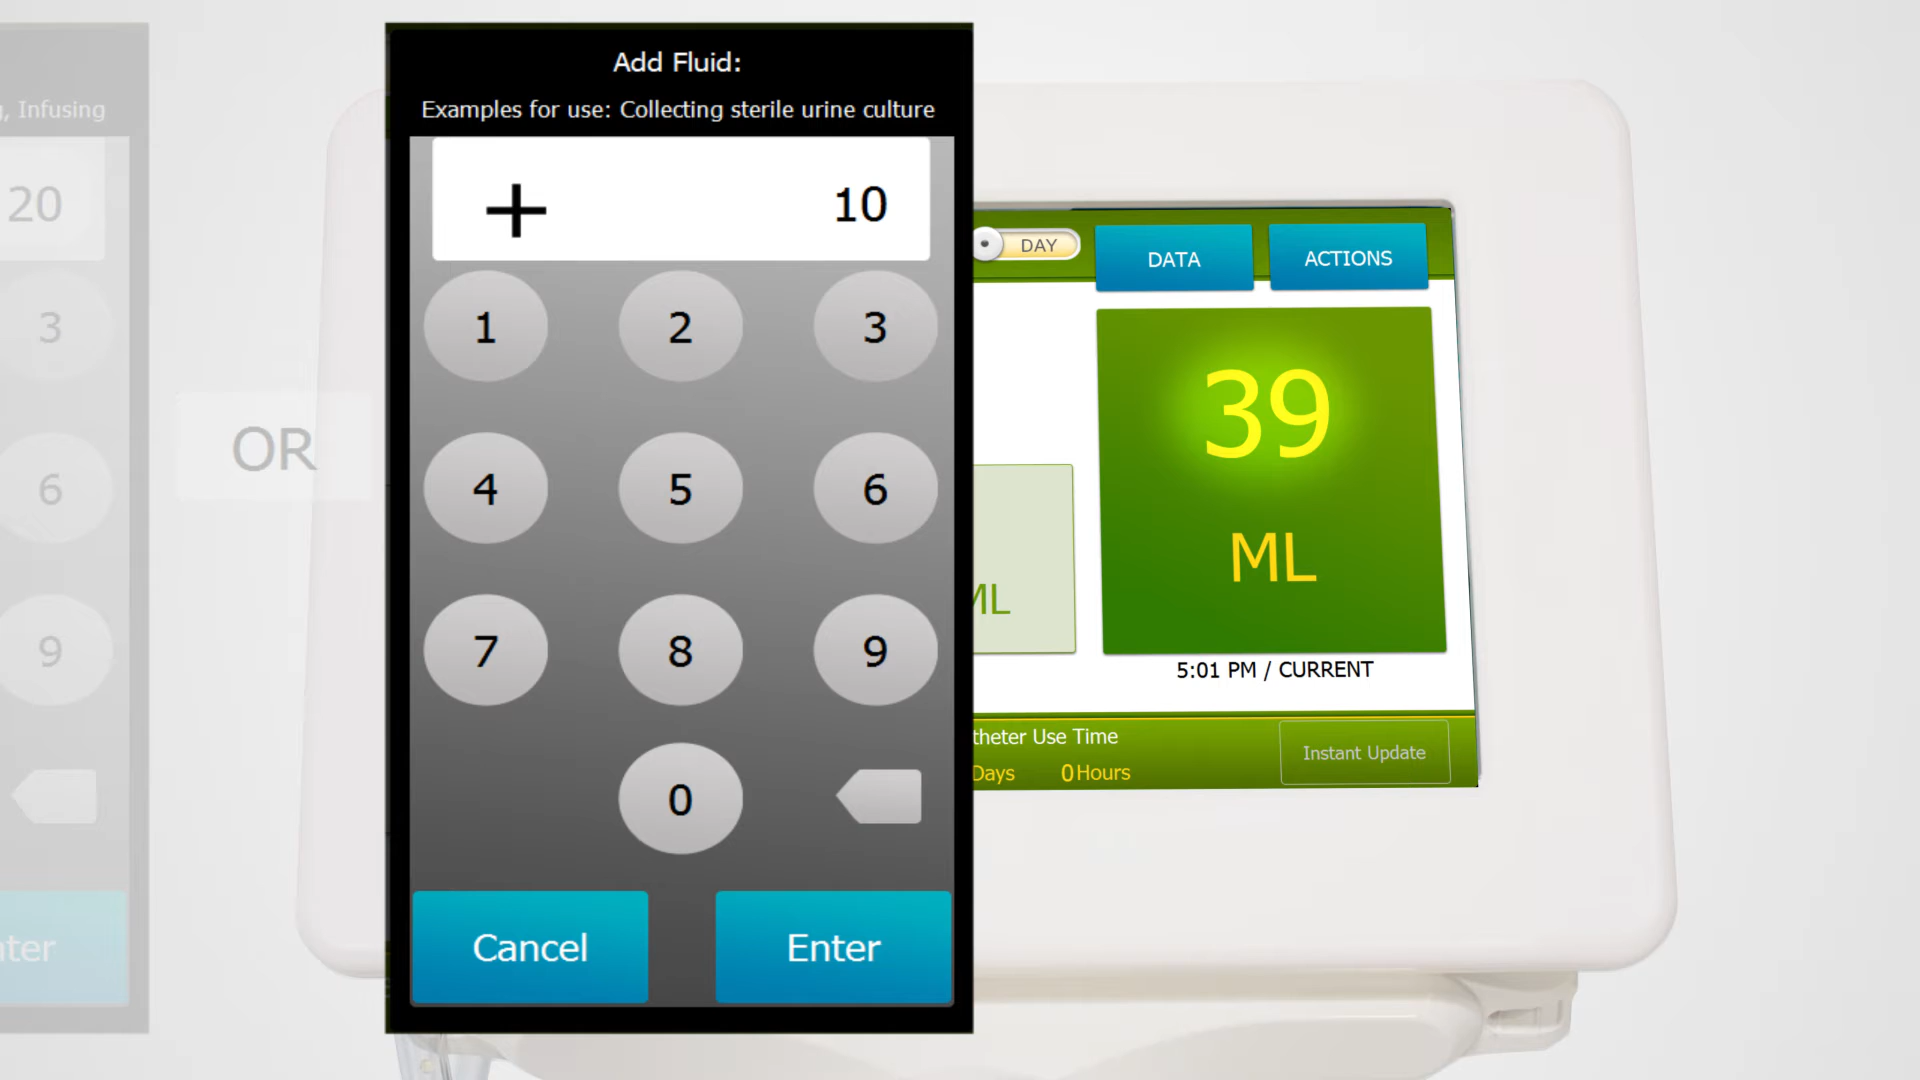 Add Fluid:
Examples for use: Collecting sterile urine culture
+ 10
1 2 3
4 5 6
7 8 9
0
Cancel Enter
Infusing
20
3
6
9
OR
DAY
DATA
ACTIONS
39
ML
ML
5:01 PM / CURRENT
Use Time
Days 0 Hours
Instant Update